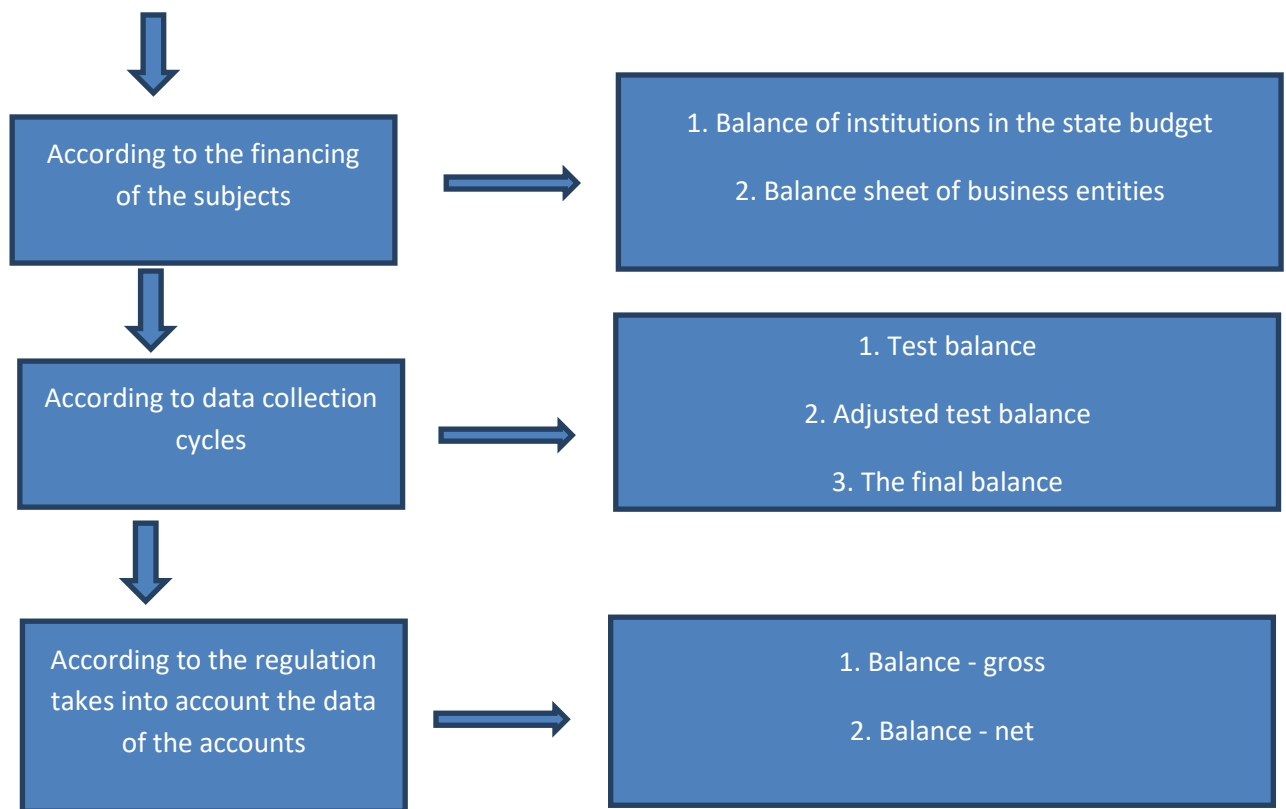 According to the financing
of the subjects
1. Balance of institutions in the state budget
2. Balance sheet of business entities
According to data collection
cycles
1. Test balance
2. Adjusted test balance
3. The final balance
According to the regulation
takes into account the data
of the accounts
1. Balance - gross
2. Balance - net